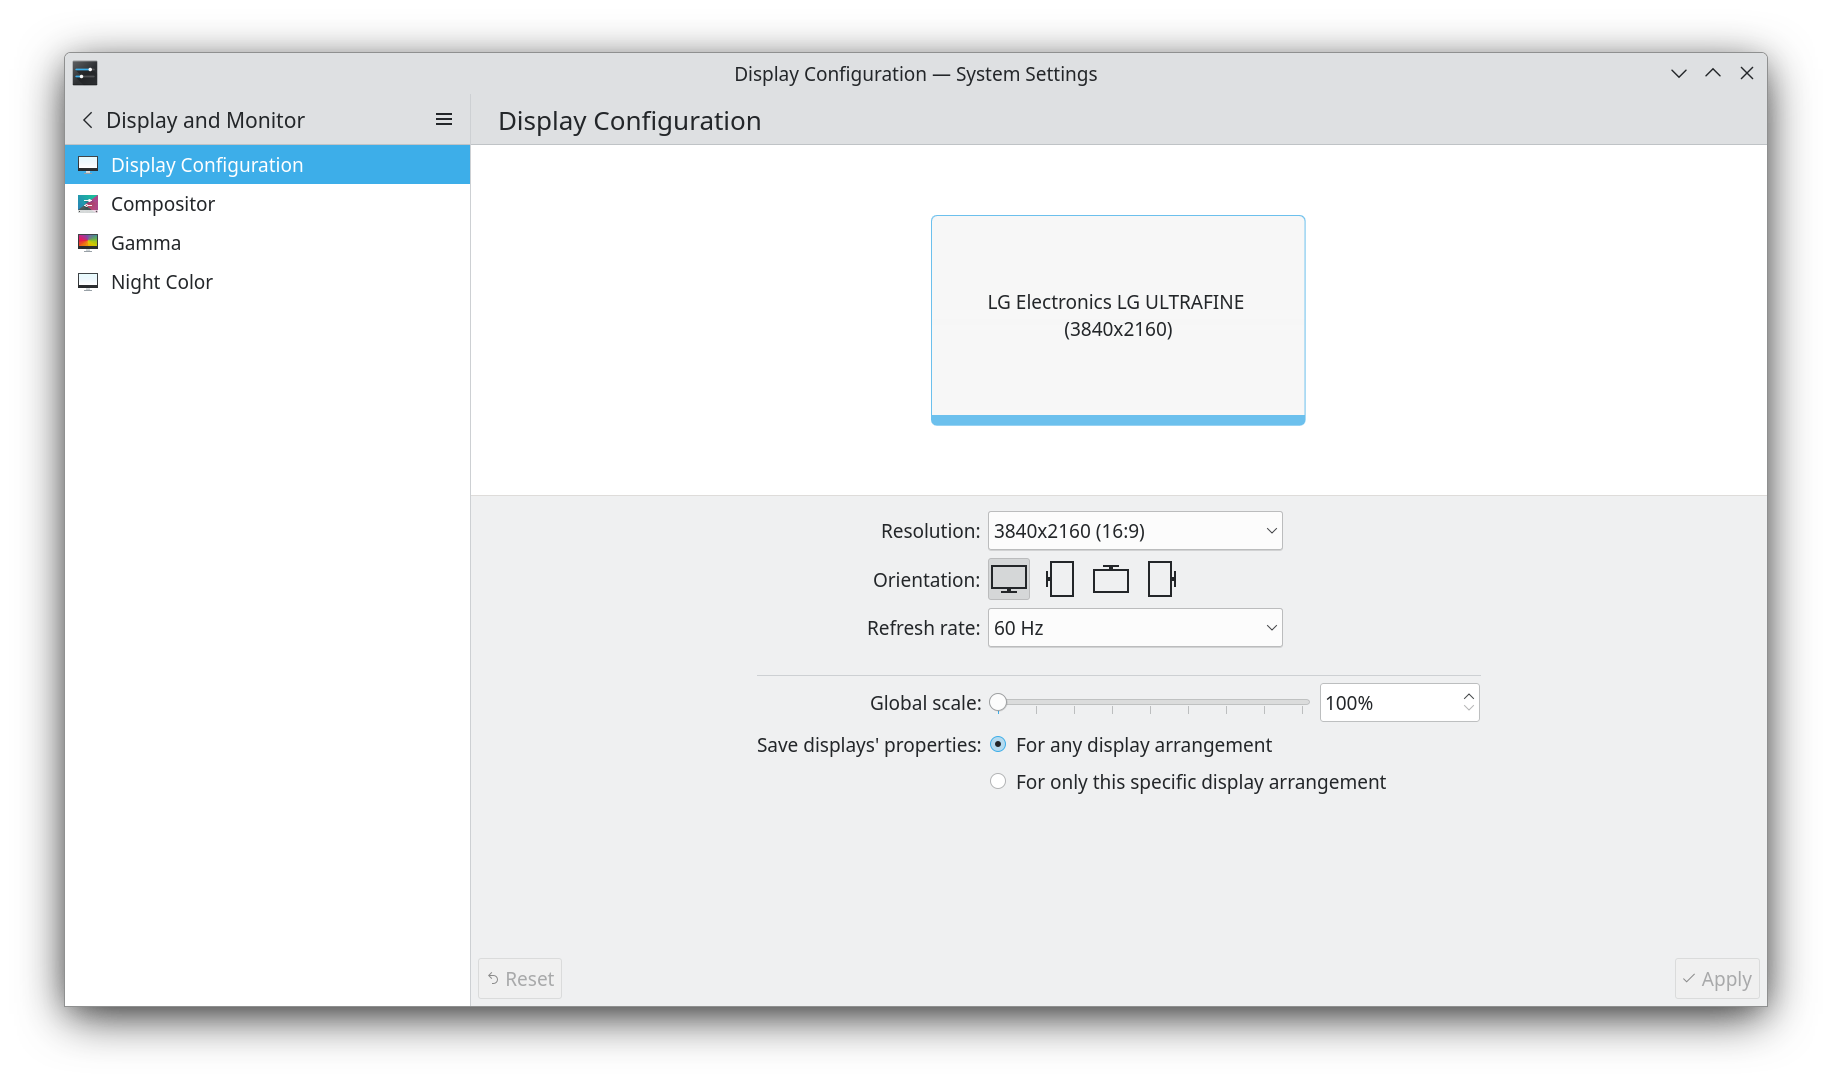 Display Configuration — System Settings
Display and Monitor
Display Configuration
Display Configuration
Compositor
Gamma
Night Color
LG Electronics LG ULTRAFINE
(3840x2160)
Resolution: 3840x2160 (16:9)
Orientation:
Refresh rate: 60 Hz
Global scale: 100%
Save displays' properties: For any display arrangement
For only this specific display arrangement
Reset
Apply